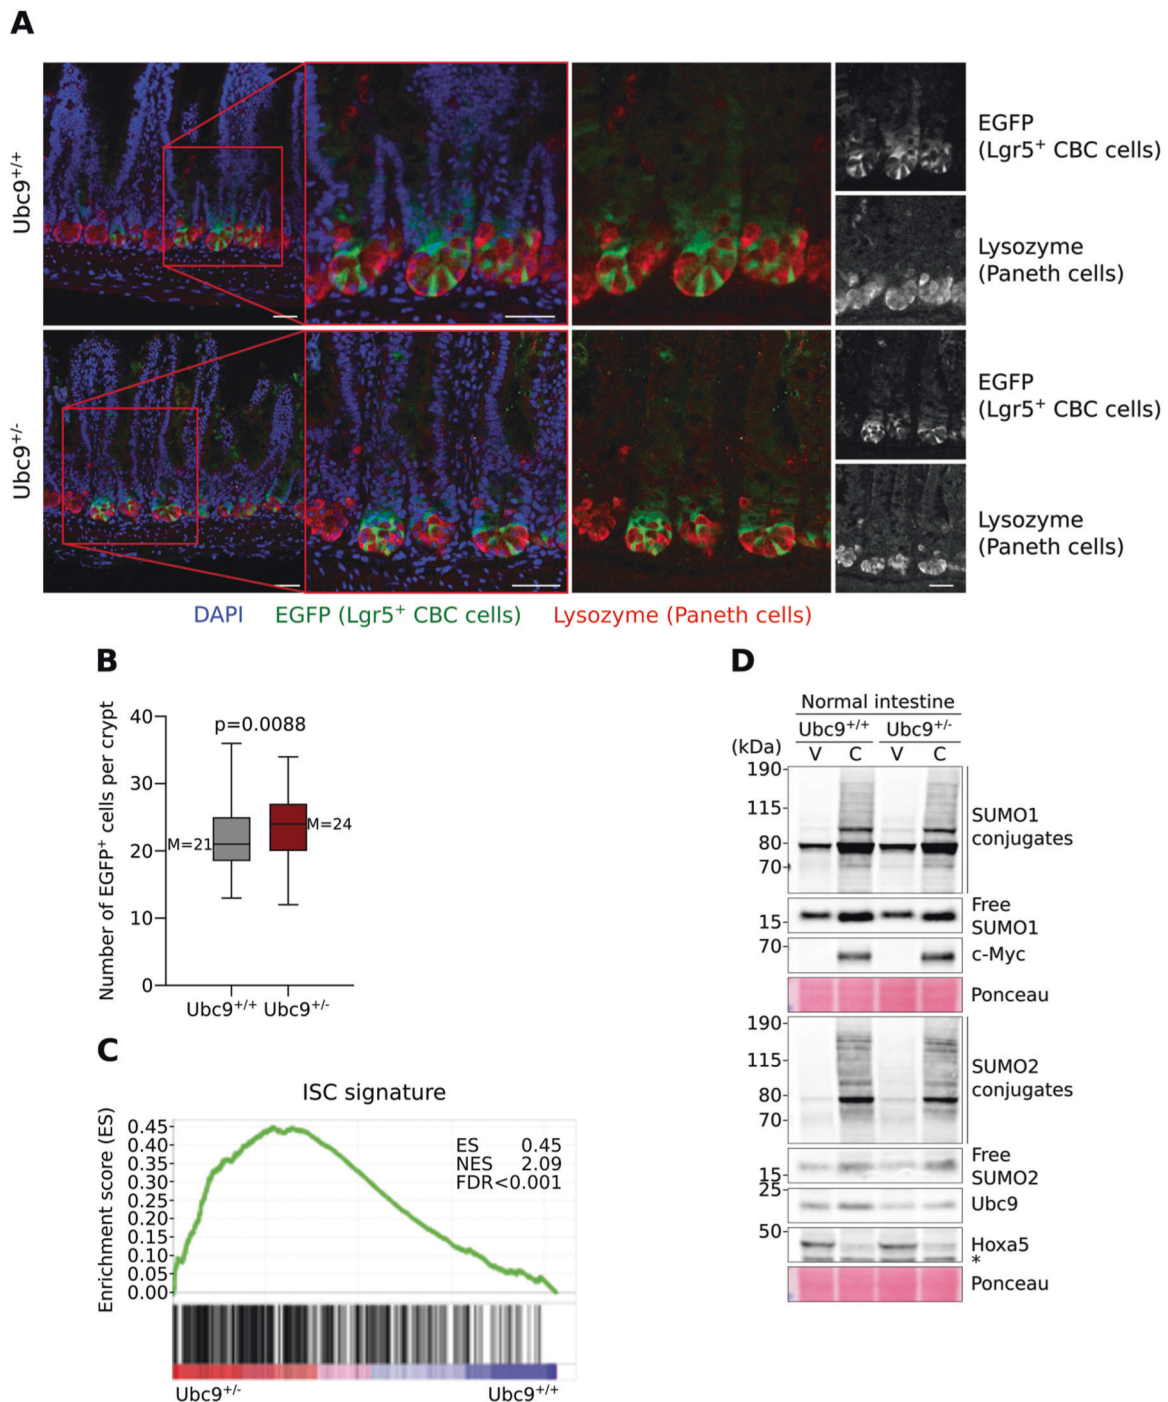 A
Ubc9+/+
EGFP
(Lgr5+ CBC cells)
Lysozyme
(Paneth cells)
Ubc9+/-
EGFP
(Lgr5+ CBC cells)
Lysozyme
(Paneth cells)
DAPI EGFP (Lgr5+ CBC cells) Lysozyme (Paneth cells)
B
Number of EGFP+ cells per crypt
40
30
20
10
0
p=0.0088
M=21
M=24
Ubc9+/+ Ubc9+/-
C
ISC signature
Enrichment score (ES)
0.45
0.40
0.35
0.30
0.25
0.20
0.15
0.10
0.05
0.00
ES 0.45
NES 2.09
FDR<0.001
Ubc9+/- Ubc9+/+
D
Normal intestine
Ubc9+/+ Ubc9+/-
(kDa) V C V C
190
115
80
70
SUMO1
conjugates
15
Free
SUMO1
70
c-Myc
Ponceau
190
115
80
70
SUMO2
conjugates
15
Free
SUMO2
25
Ubc9
50
Hoxa5
*
Ponceau